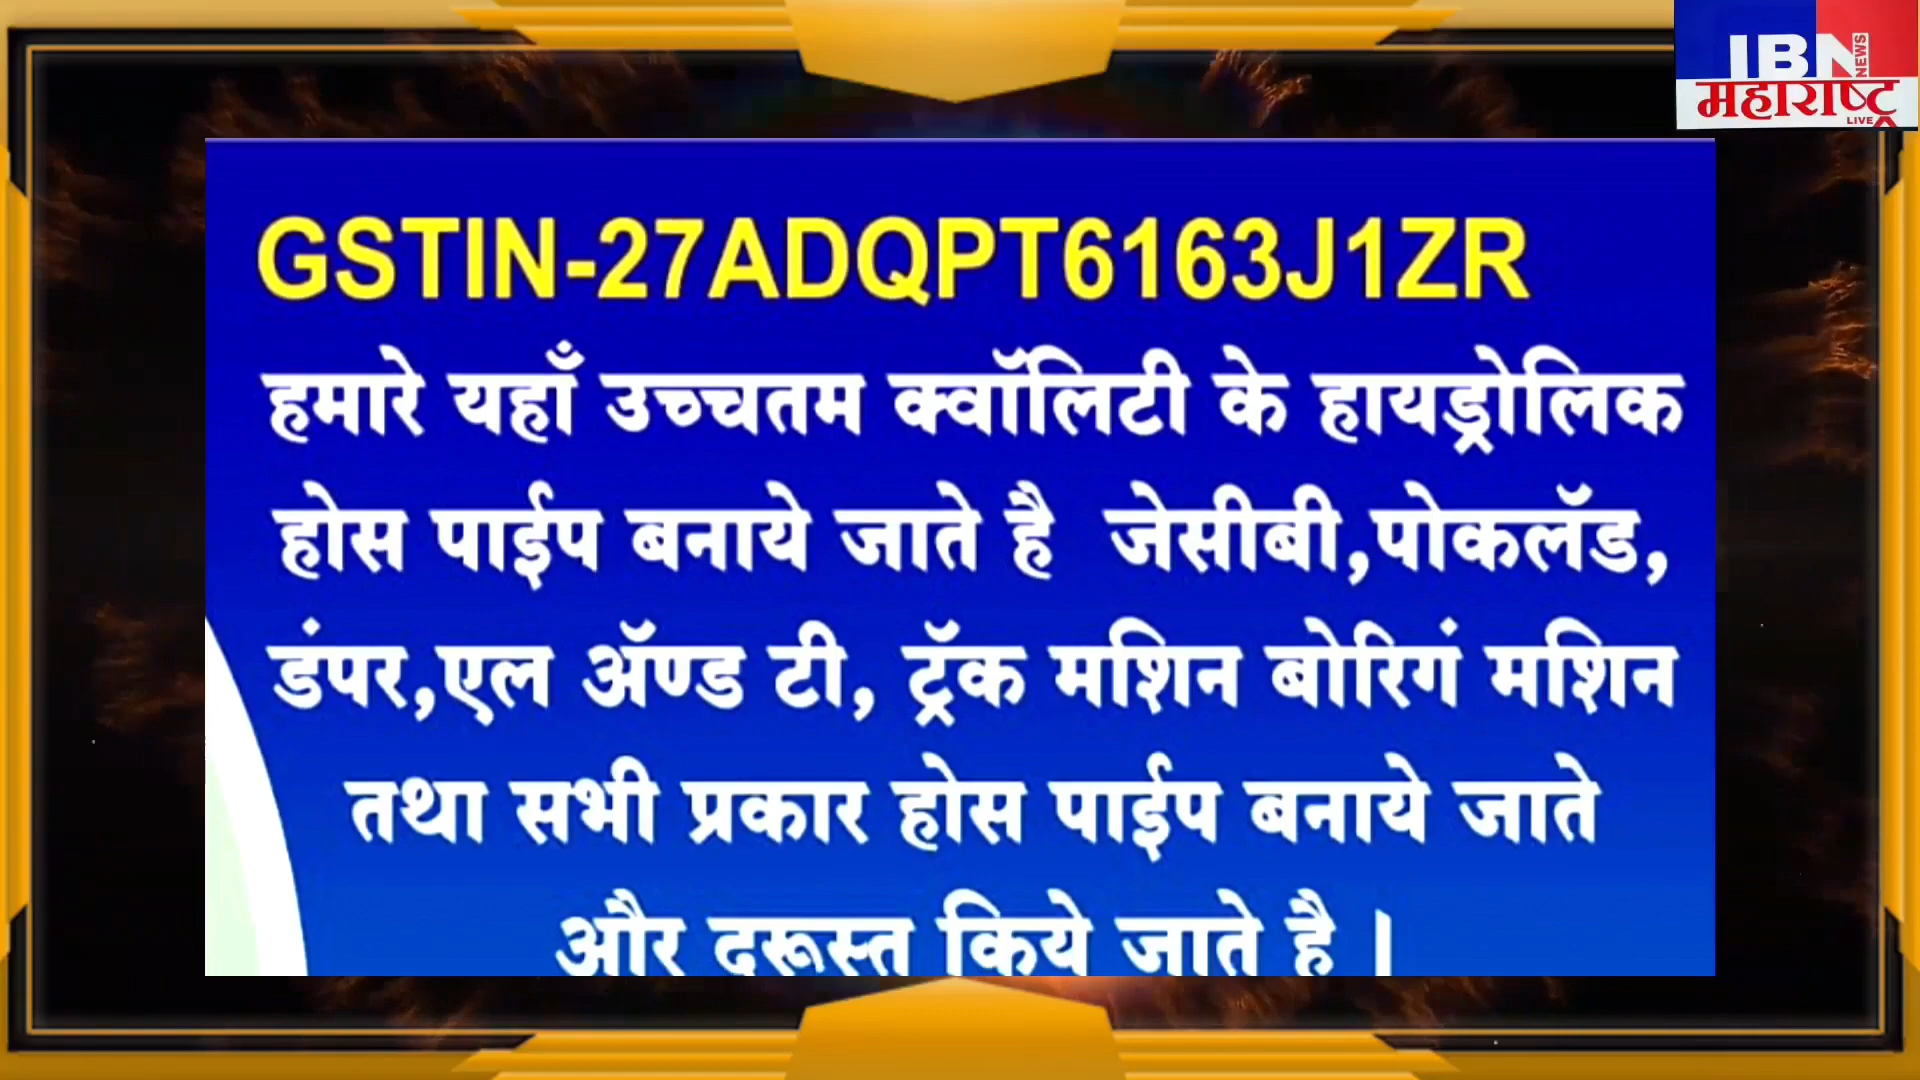 IBN
NEWS
महाराष्ट्र
LIVE
GSTIN-27ADQPT6163J1ZR
हमारे यहाँ उच्चतम क्वॉलिटी के हायड्रोलिक
होस पाईप बनाये जाते है जेसीबी,पोकलॅड,
डंपर,एल ॲण्ड टी, ट्रॅक मशिन बोरिगं मशिन
तथा सभी प्रकार होस पाईप बनाये जाते
और दरूस्त किये जाते है ।